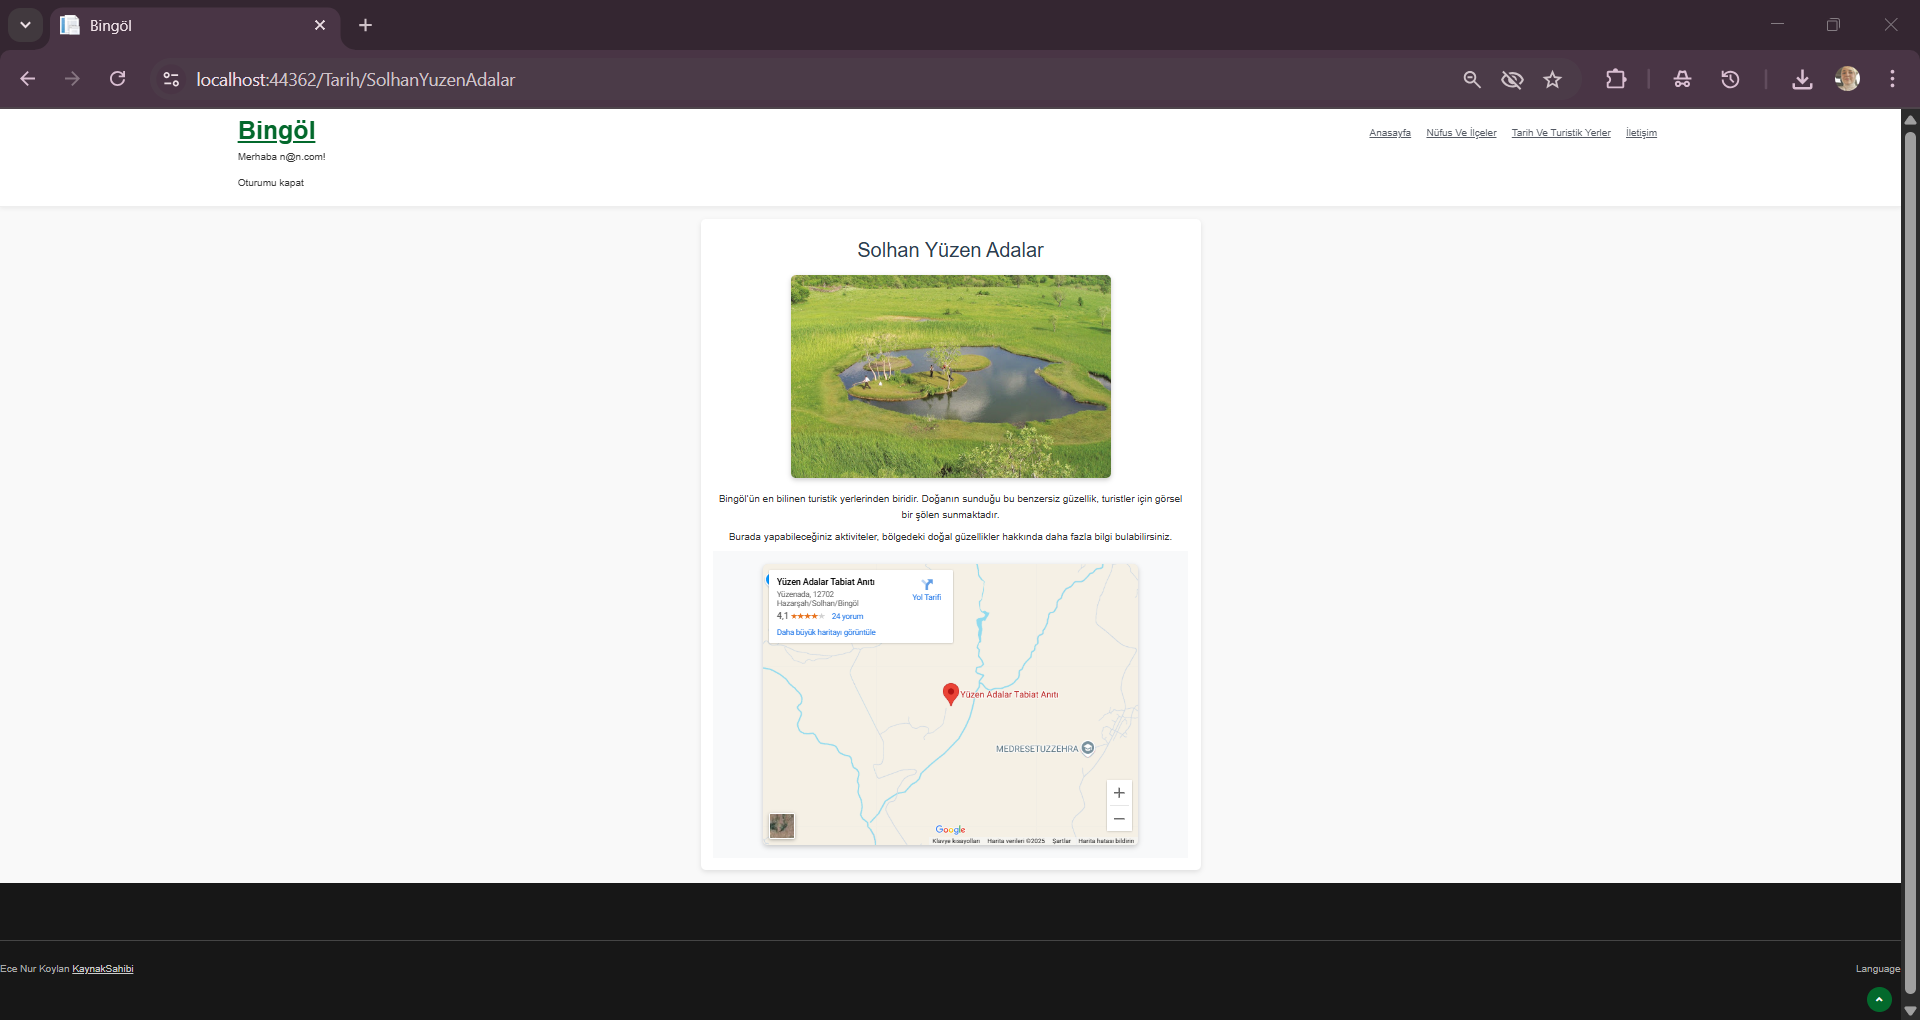 Bingöl
localhost:44362/Tarih/SolhanYuzenAdalar
Bingöl
Anasayfa Nüfus Ve İlçeler Tarih Ve Turistik Yerler İletişim
Merhaba n@n.com!
Oturumu kapat
Solhan Yüzen Adalar
Bingöl'ün en bilinen turistik yerlerinden biridir. Doğanın sunduğu bu benzersiz güzellik, turistler için görsel
bir şölen sunmaktadır.
Burada yapabileceğiniz aktiviteler, bölgedeki doğal güzellikler hakkında daha fazla bilgi bulabilirsiniz.
Yüzen Adalar Tabiat Anıtı
Yüzenada, 12702
Hazarşah/Solhan/Bingöl
4,1 ★★★★★ 24 yorum
Daha büyük haritayı görüntüle
Yol Tarifi
Yüzen Adalar Tabiat Anıtı
MEDRESETUZZEHRA
Google
Klavye kısayolları Harita verileri ©2025 Şartlar Harita hatası bildirin
Ece Nur Koylan KaynakSahibi
Language